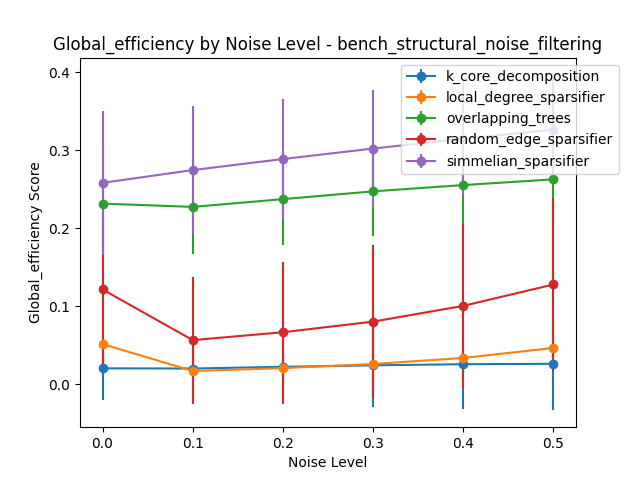 Global_efficiency by Noise Level - bench_structural_noise_filtering
k_core_decomposition
local_degree_sparsifier
overlapping_trees
random_edge_sparsifier
simmelian_sparsifier
Global_efficiency Score
0.4
0.3
0.2
0.1
0.0
0.0 0.1 0.2 0.3 0.4 0.5
Noise Level